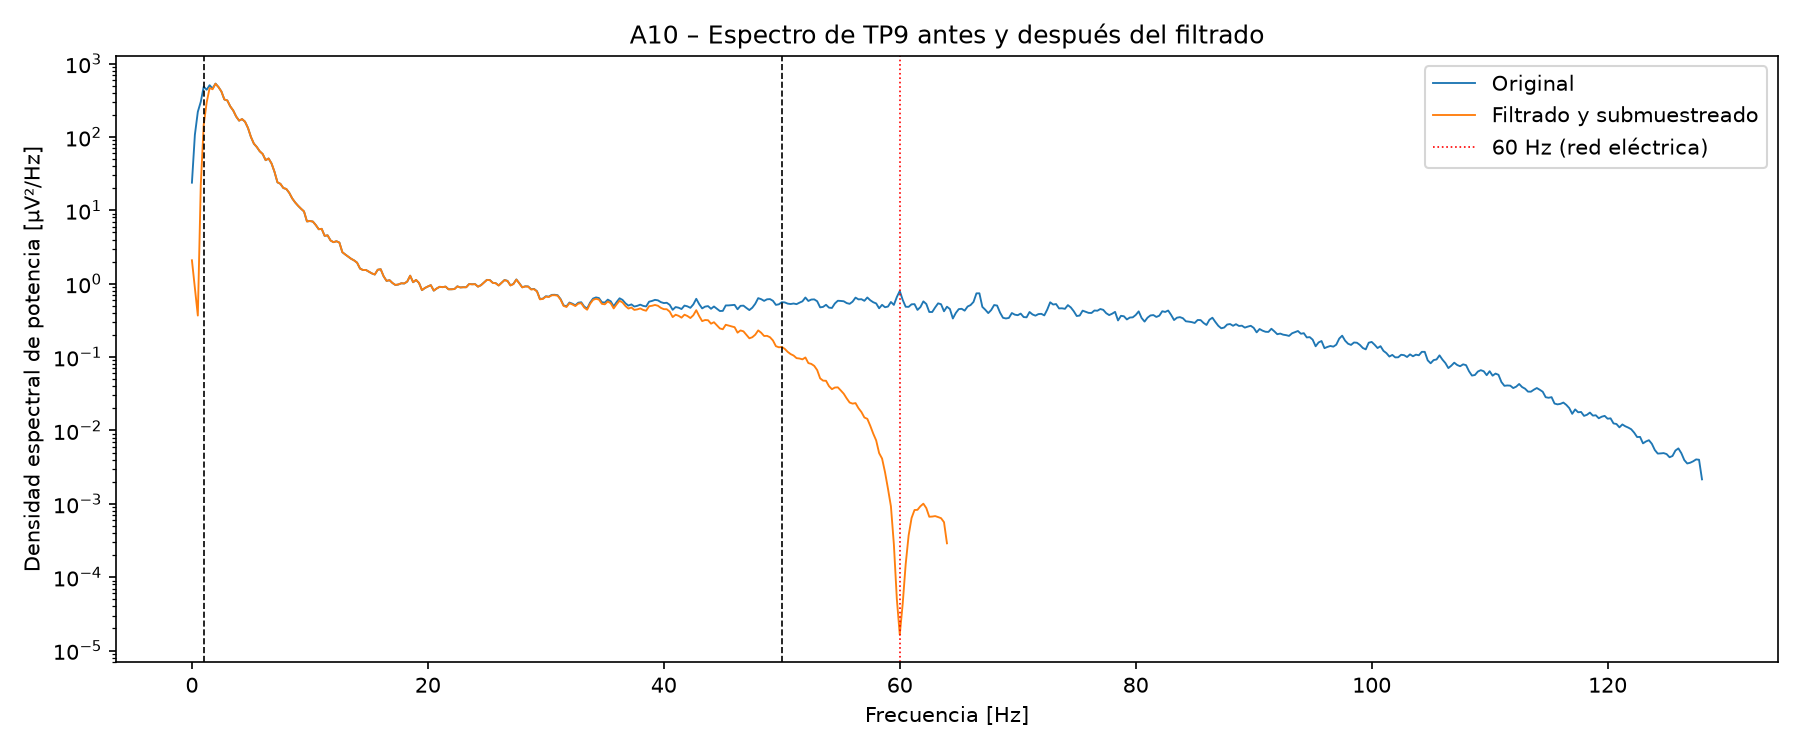 A10 – Espectro de TP9 antes y después del filtrado
Densidad espectral de potencia [µV²/Hz]
10³
10²
10¹
10⁰
10⁻¹
10⁻²
10⁻³
10⁻⁴
10⁻⁵
Original
Filtrado y submuestreado
60 Hz (red eléctrica)
0 20 40 60 80 100 120
Frecuencia [Hz]